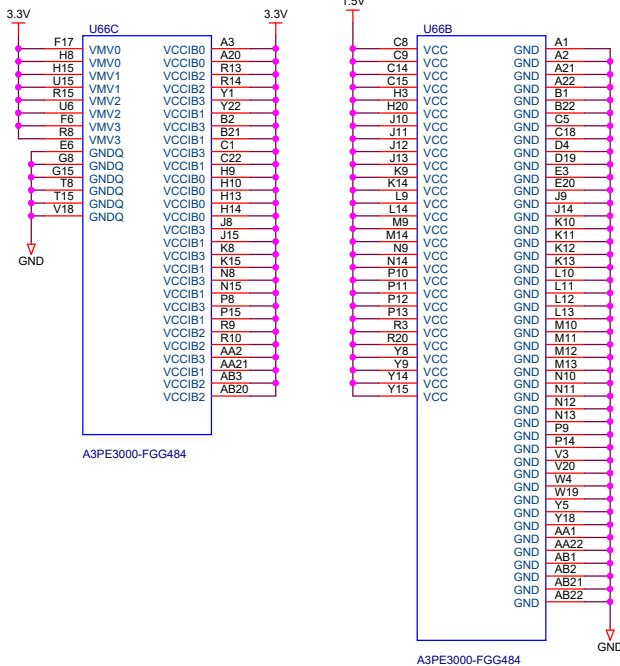 3.3V
U66C
3.3V
F17 VMV0 VCCIB0 A3
H8 VMV0 VCCIB0 A20
H15 VMV1 VCCIB2 R13
U15 VMV1 VCCIB2 R14
R15 VMV2 VCCIB3 Y1
U6 VMV2 VCCIB1 Y22
F6 VMV3 VCCIB3 B2
R8 VMV3 VCCIB1 B21
E6 GNDQ VCCIB3 C1
G8 GNDQ VCCIB1 C22
G15 GNDQ VCCIB0 H9
T8 GNDQ VCCIB0 H10
T15 GNDQ VCCIB0 H13
V18 GNDQ VCCIB0 H14
VCCIB3 J8
VCCIB1 J15
VCCIB3 K8
GND
VCCIB1 K15
VCCIB3 N8
VCCIB1 N15
VCCIB3 P8
VCCIB1 P15
VCCIB2 R9
VCCIB2 R10
VCCIB3 AA2
VCCIB1 AA21
VCCIB2 AB3
VCCIB2 AB20
A3PE3000-FGG484
1.5V
U66B
C8 VCC GND A1
C9 VCC GND A2
C14 VCC GND A21
C15 VCC GND A22
H3 VCC GND B1
H20 VCC GND B22
J10 VCC GND C5
J11 VCC GND C18
J12 VCC GND D4
J13 VCC GND D19
K9 VCC GND E3
K14 VCC GND E20
L9 VCC GND J9
L14 VCC GND J14
M9 VCC GND K10
M14 VCC GND K11
N9 VCC GND K12
N14 VCC GND K13
P10 VCC GND L10
P11 VCC GND L11
P12 VCC GND L12
P13 VCC GND L13
R3 VCC GND M10
R20 VCC GND M11
Y8 VCC GND M12
Y9 VCC GND M13
Y14 VCC GND N10
Y15 VCC GND N11
GND N12
GND N13
GND P9
GND P14
GND V3
GND V20
GND W4
GND W19
GND Y5
GND Y18
GND AA1
GND AA22
GND AB1
GND AB2
GND AB21
GND AB22
GND
A3PE3000-FGG484